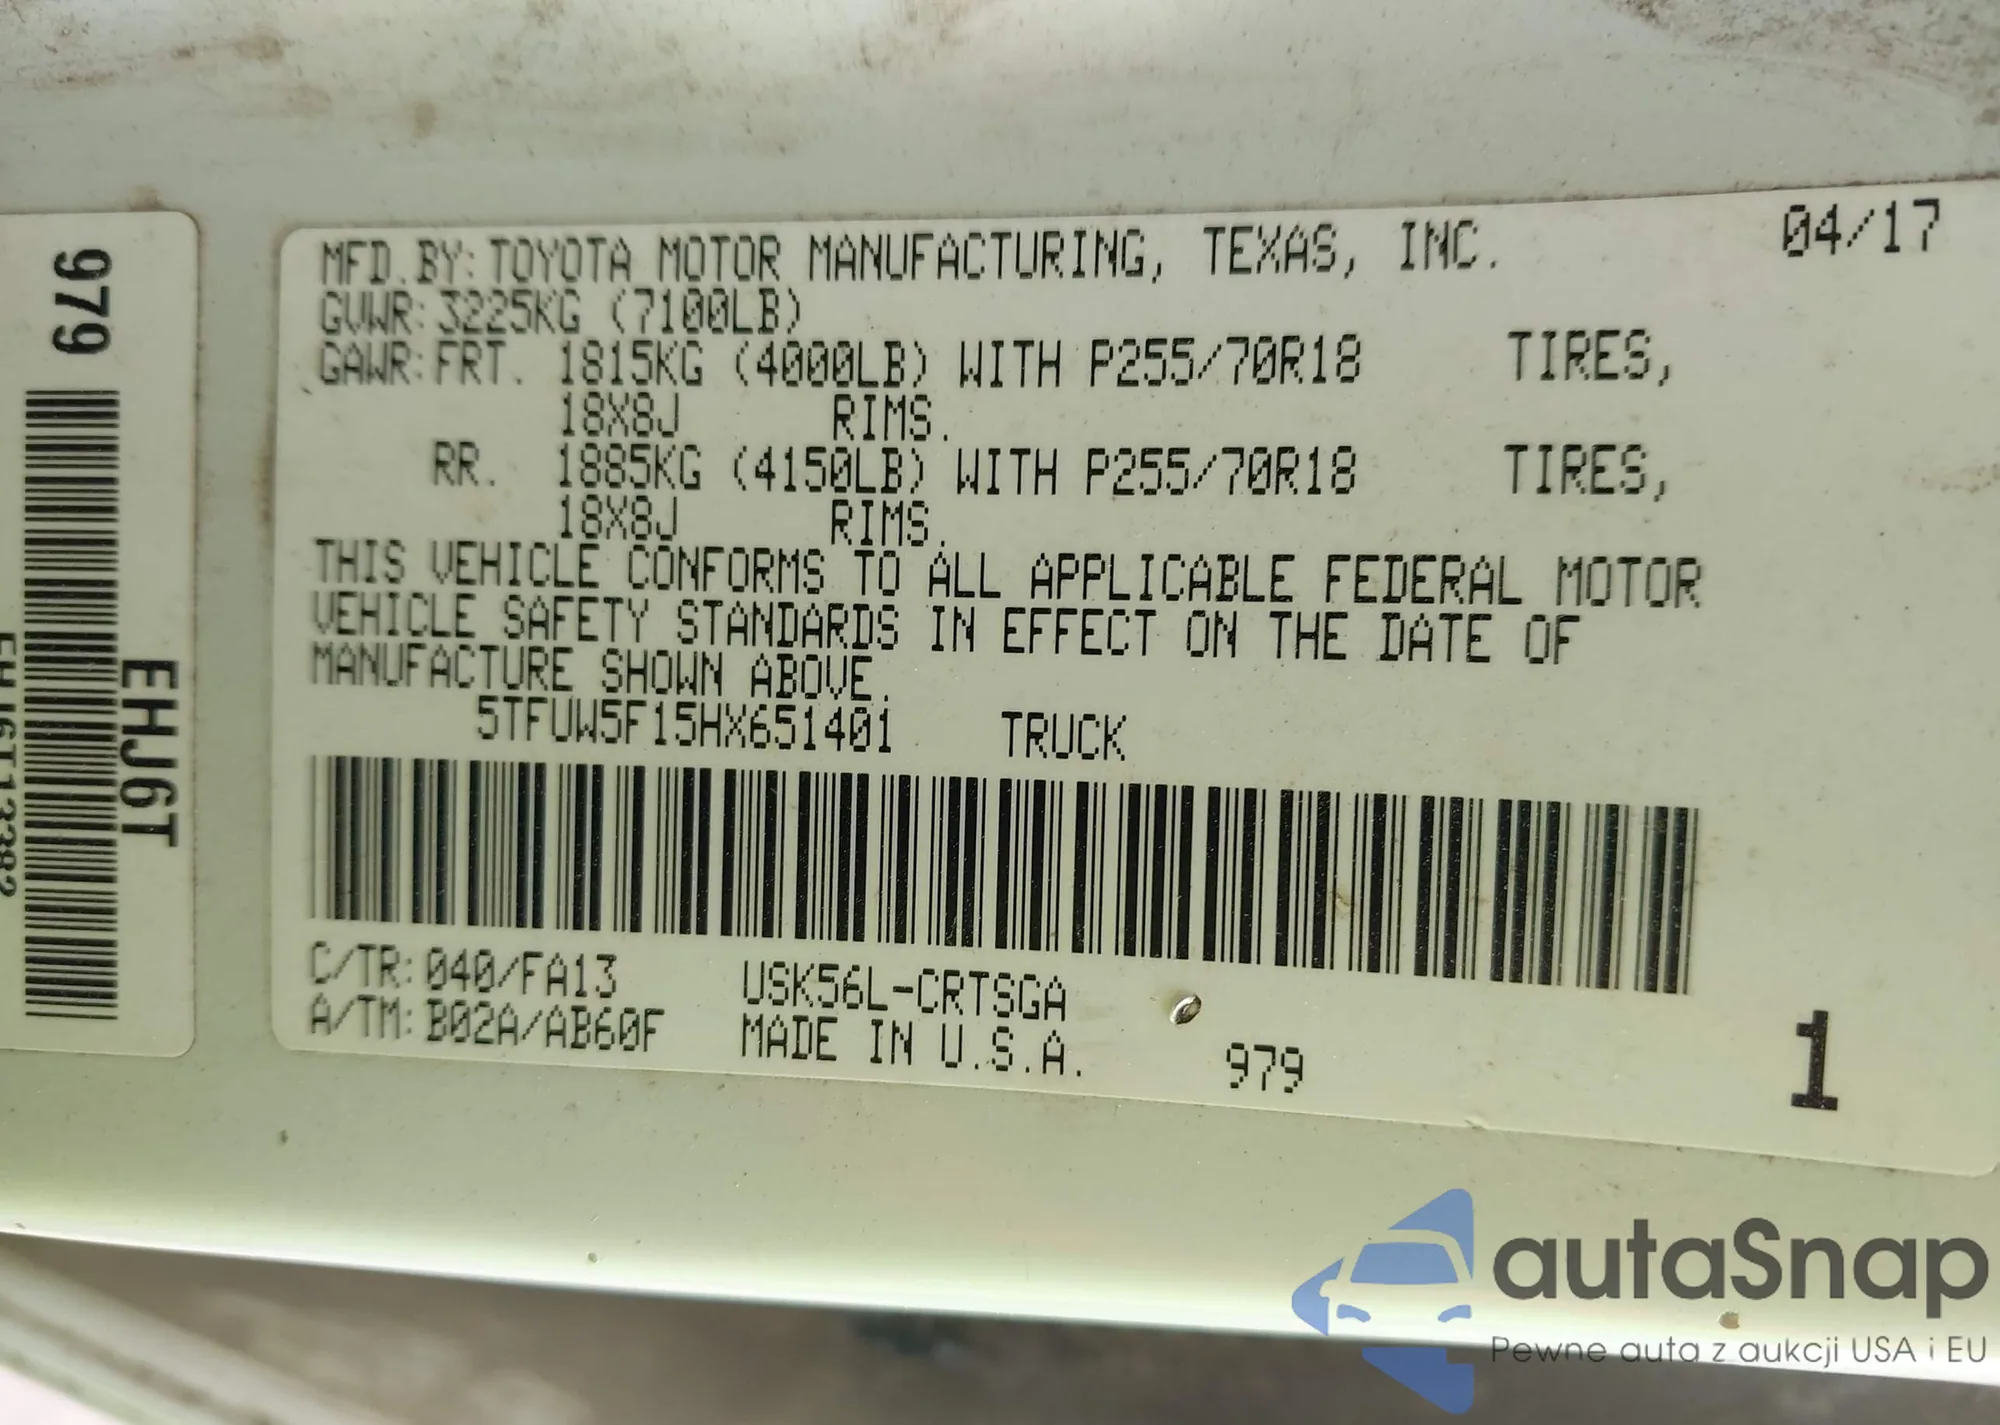 979
EHJ6T
MFD.BY:TOYOTA MOTOR MANUFACTURING, TEXAS, INC. 04/17
GVWR:3225KG (7100LB)
GAWR:FRT. 1815KG (4000LB) WITH P255/70R18 TIRES,
18X8J RIMS.
RR. 1885KG (4150LB) WITH P255/70R18 TIRES,
18X8J RIMS.
THIS VEHICLE CONFORMS TO ALL APPLICABLE FEDERAL MOTOR
VEHICLE SAFETY STANDARDS IN EFFECT ON THE DATE OF
MANUFACTURE SHOWN ABOVE.
5TFUW5F15HX651401 TRUCK
C/TR:040/FA13 USK56L-CRTSGA
A/TM:B02A/AB60F MADE IN U.S.A. 979 1
autaSnap
Pewne auta z aukcji USA i EU